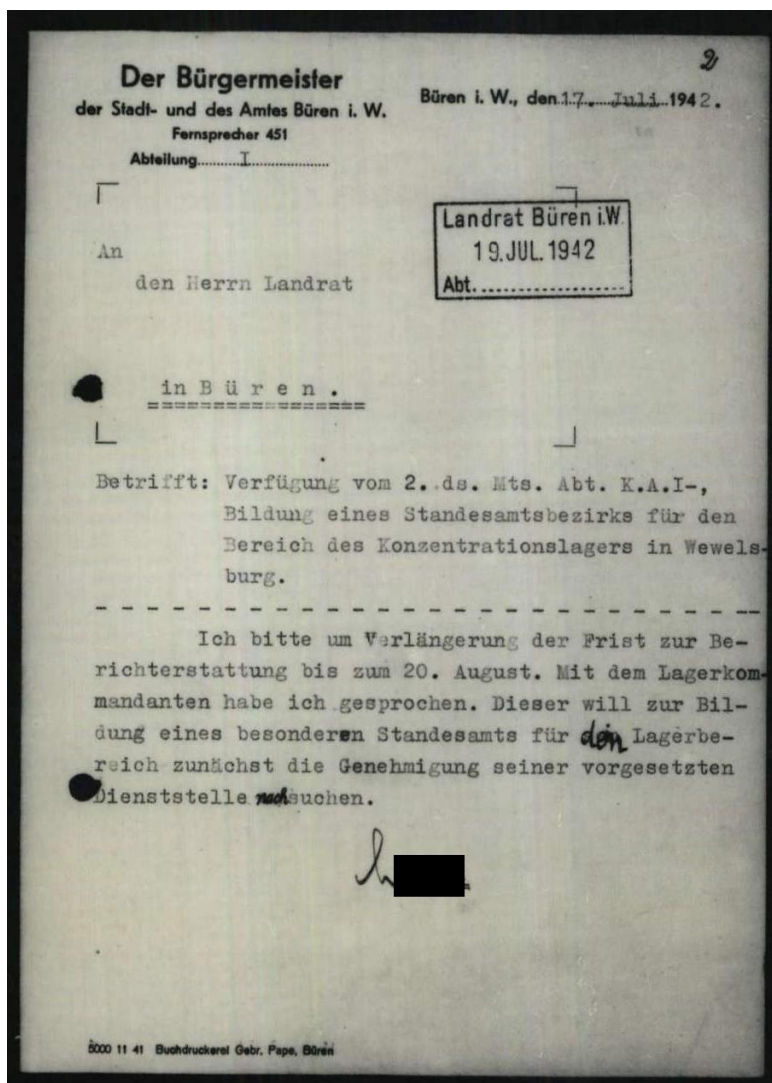 2
Der Bürgermeister
der Stadt- und des Amtes Büren i. W.
Fernsprecher 451
Abteilung.........I..................
Büren i. W., den 17. Juli 1942.
Landrat Büren i.W.
19. JUL. 1942
Abt...................
An
den Herrn Landrat
in B ü r e n .
==================
Betrifft: Verfügung vom 2. ds. Mts. Abt. K.A.I-,
Bildung eines Standesamtsbezirks für den
Bereich des Konzentrationslagers in Wewels-
burg.
- - - - - - - - - - - - - - - - - - - - - - - - - - - - - -
Ich bitte um Verlängerung der Frist zur Be-
richterstattung bis zum 20. August. Mit dem Lagerkom-
mandanten habe ich gesprochen. Dieser will zur Bil-
dung eines besonderen Standesamts für den Lagerbe-
reich zunächst die Genehmigung seiner vorgesetzten
Dienststelle nachsuchen.
5000 11 41 Buchdruckerei Gebr. Pape, Büren